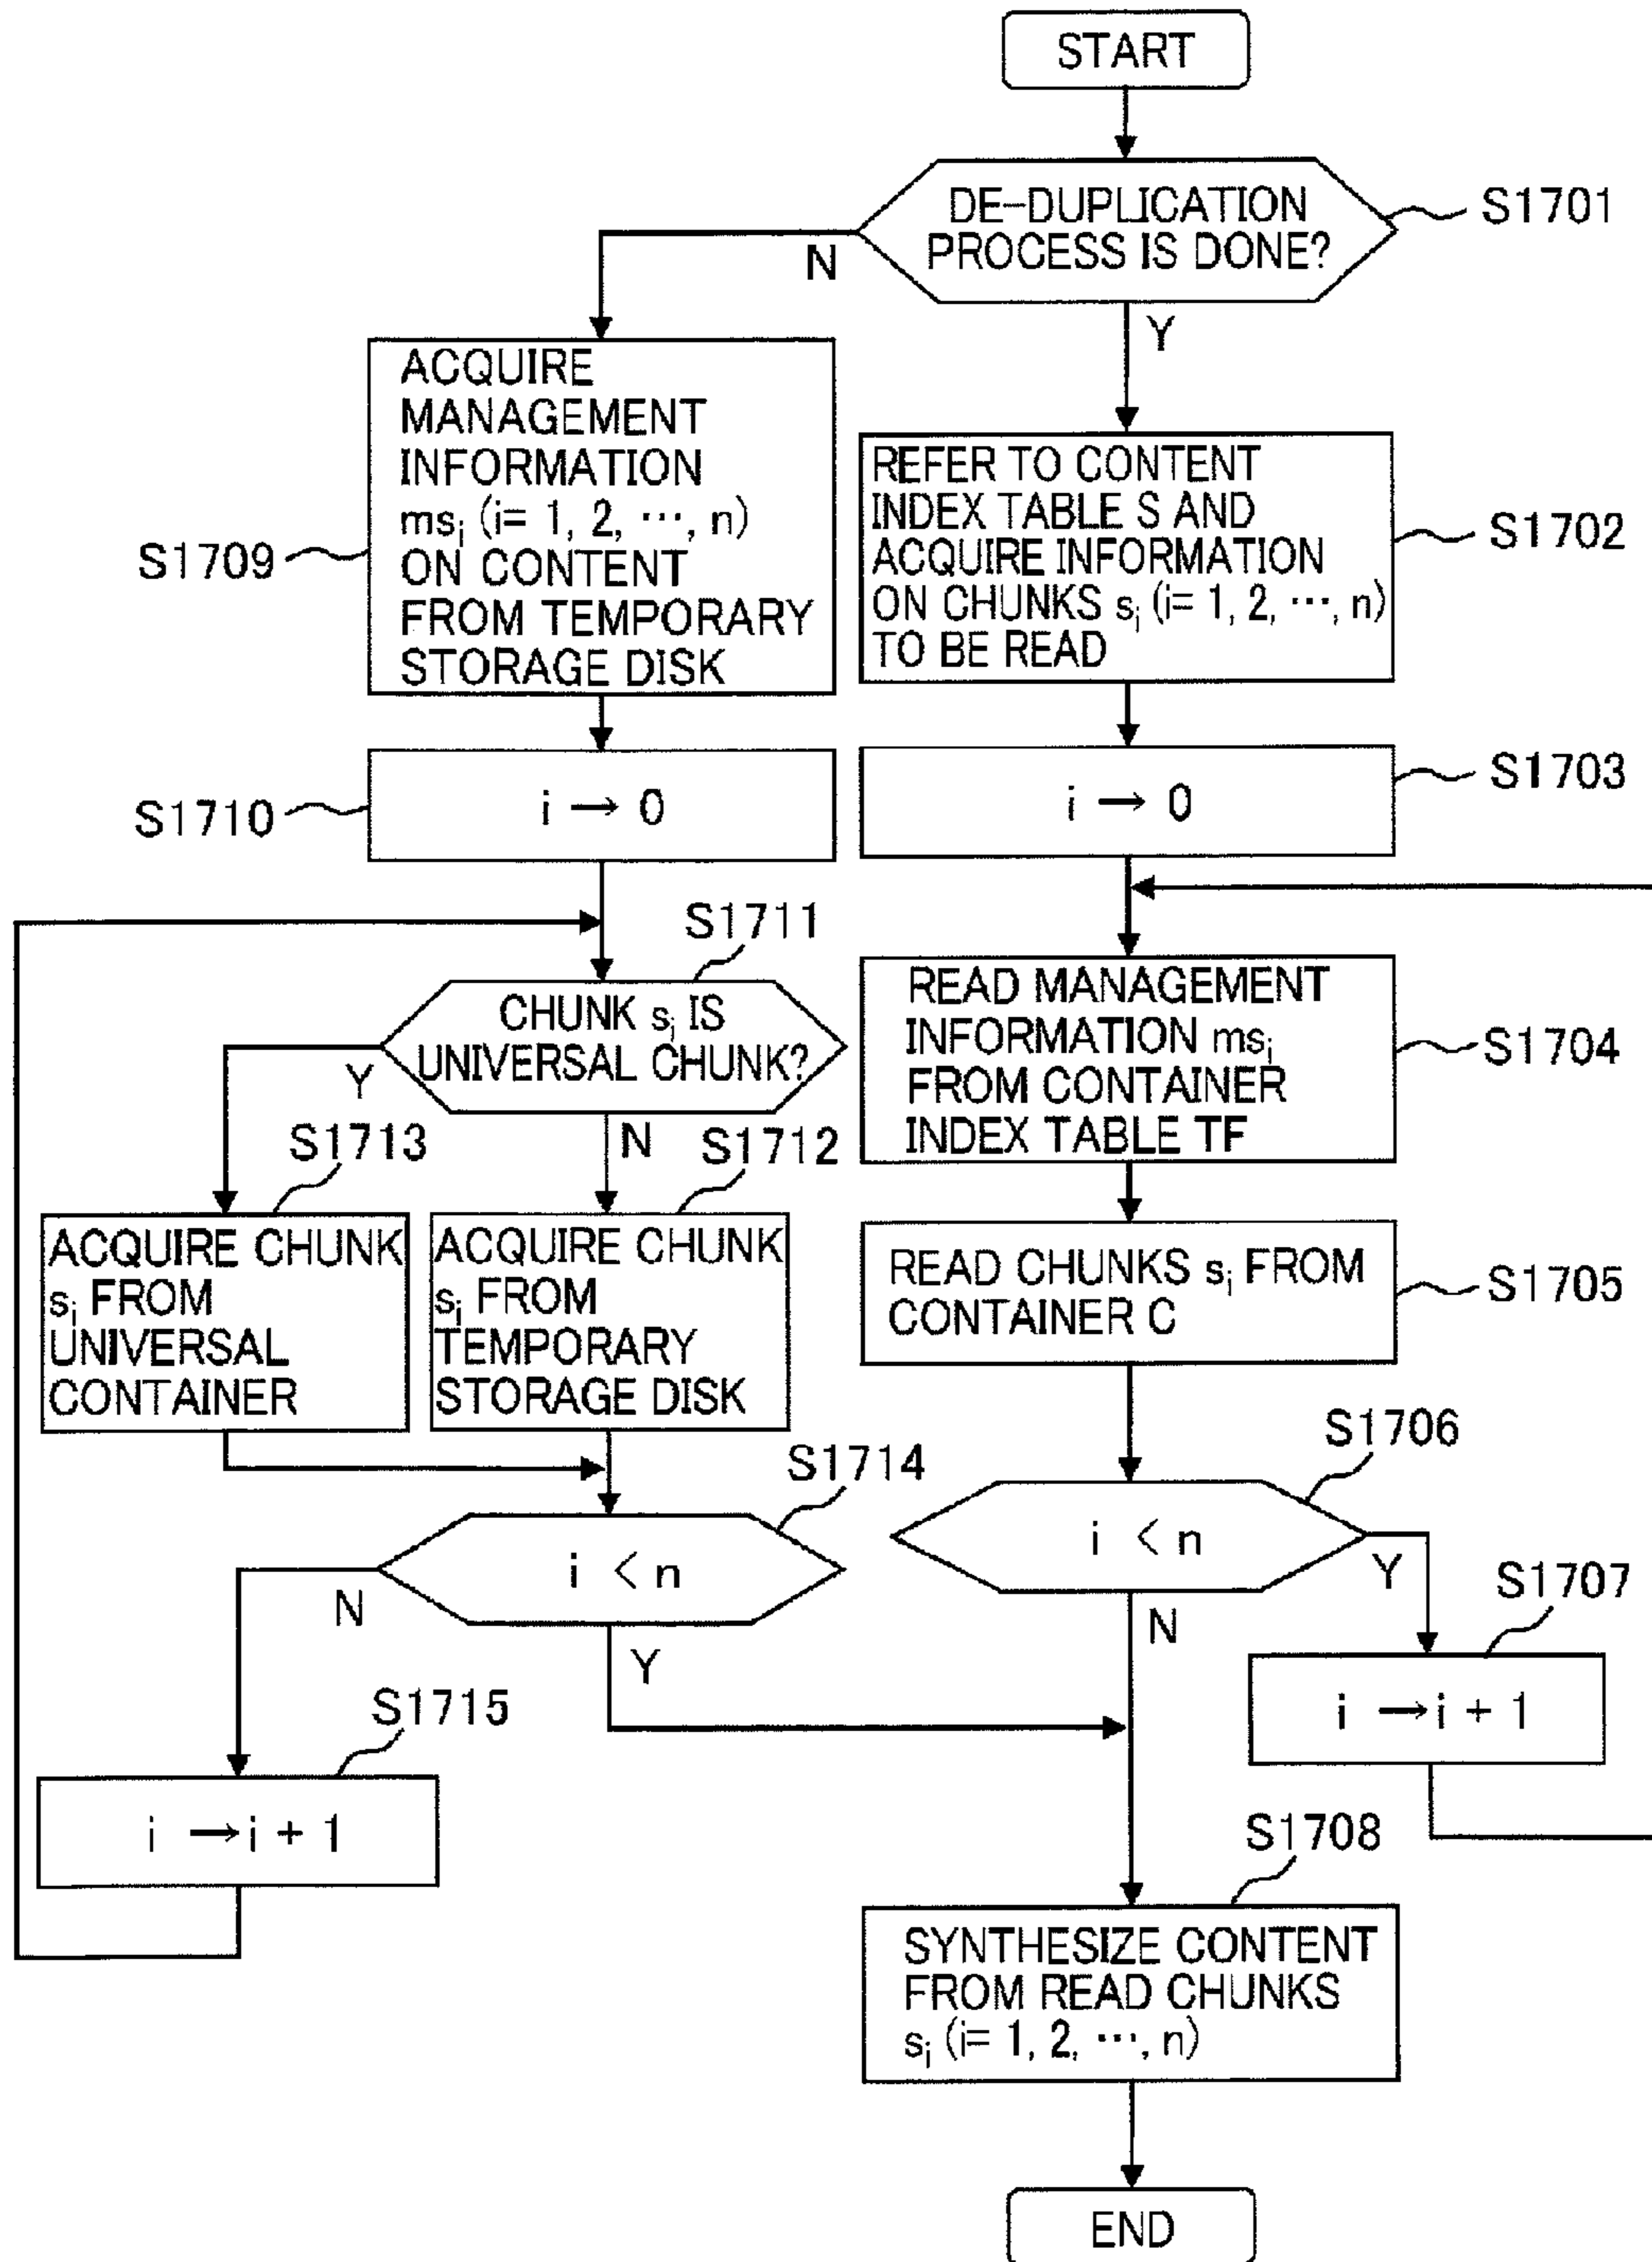 START
DE-DUPLICATION
PROCESS IS DONE?
S1701
N
Y
ACQUIRE
MANAGEMENT
INFORMATION
msi (i= 1, 2, ⋯, n)
ON CONTENT
FROM TEMPORARY
STORAGE DISK
S1709
REFER TO CONTENT
INDEX TABLE S AND
ACQUIRE INFORMATION
ON CHUNKS si (i= 1, 2, ⋯, n)
TO BE READ
S1702
i → 0
S1710
i → 0
S1703
S1711
CHUNK si IS
UNIVERSAL CHUNK?
Y
N
READ MANAGEMENT
INFORMATION msi
FROM CONTAINER
INDEX TABLE TF
S1704
S1713
ACQUIRE CHUNK
si FROM
UNIVERSAL
CONTAINER
S1712
ACQUIRE CHUNK
si FROM
TEMPORARY
STORAGE DISK
READ CHUNKS si FROM
CONTAINER C
S1705
S1714
i < n
N
Y
S1706
i < n
Y
N
S1707
i → i + 1
S1715
i → i + 1
S1708
SYNTHESIZE CONTENT
FROM READ CHUNKS
si (i= 1, 2, ⋯, n)
END